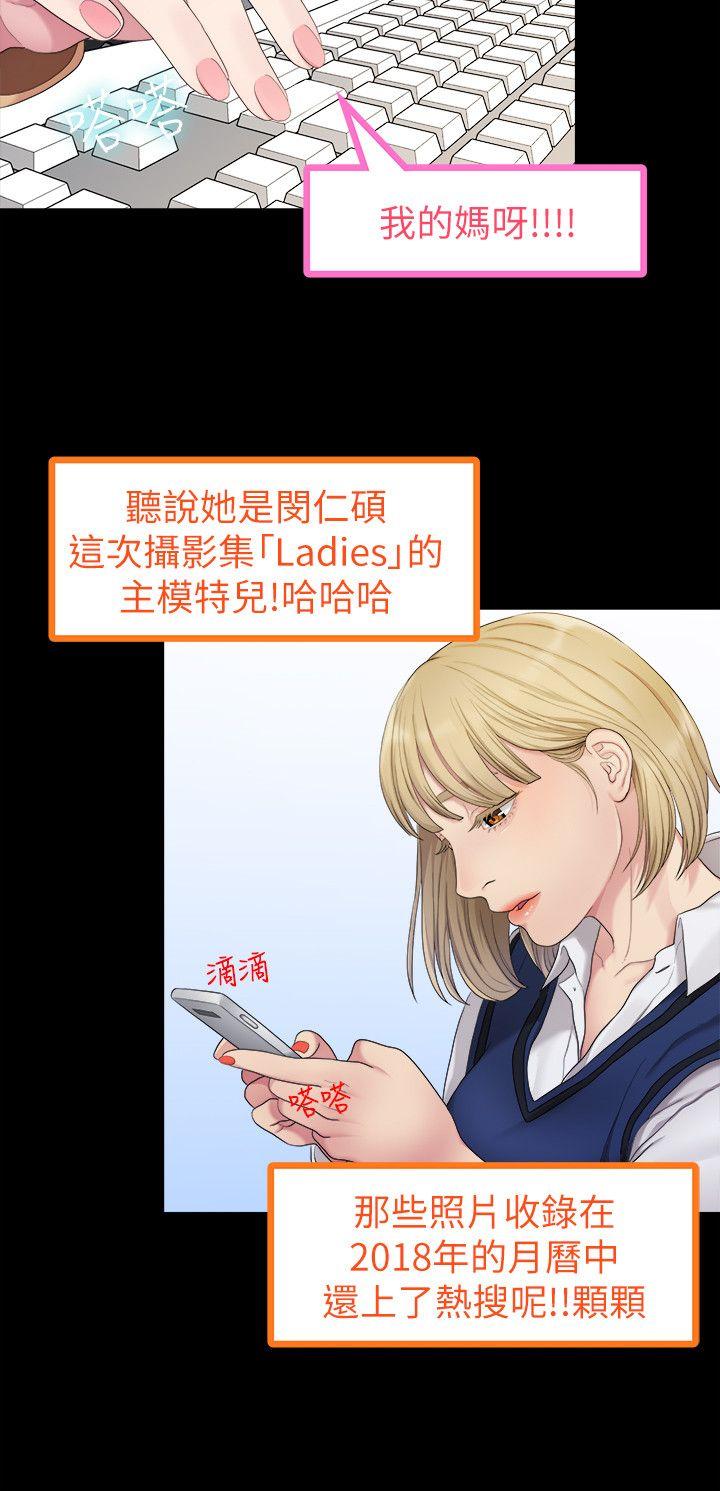 嗒嗒
我的媽呀!!!!
聽說她是閔仁碩
這次攝影集「Ladies」的
主模特兒!哈哈哈
滴滴
嗒嗒
那些照片收錄在
2018年的月曆中
還上了熱搜呢!!顆顆